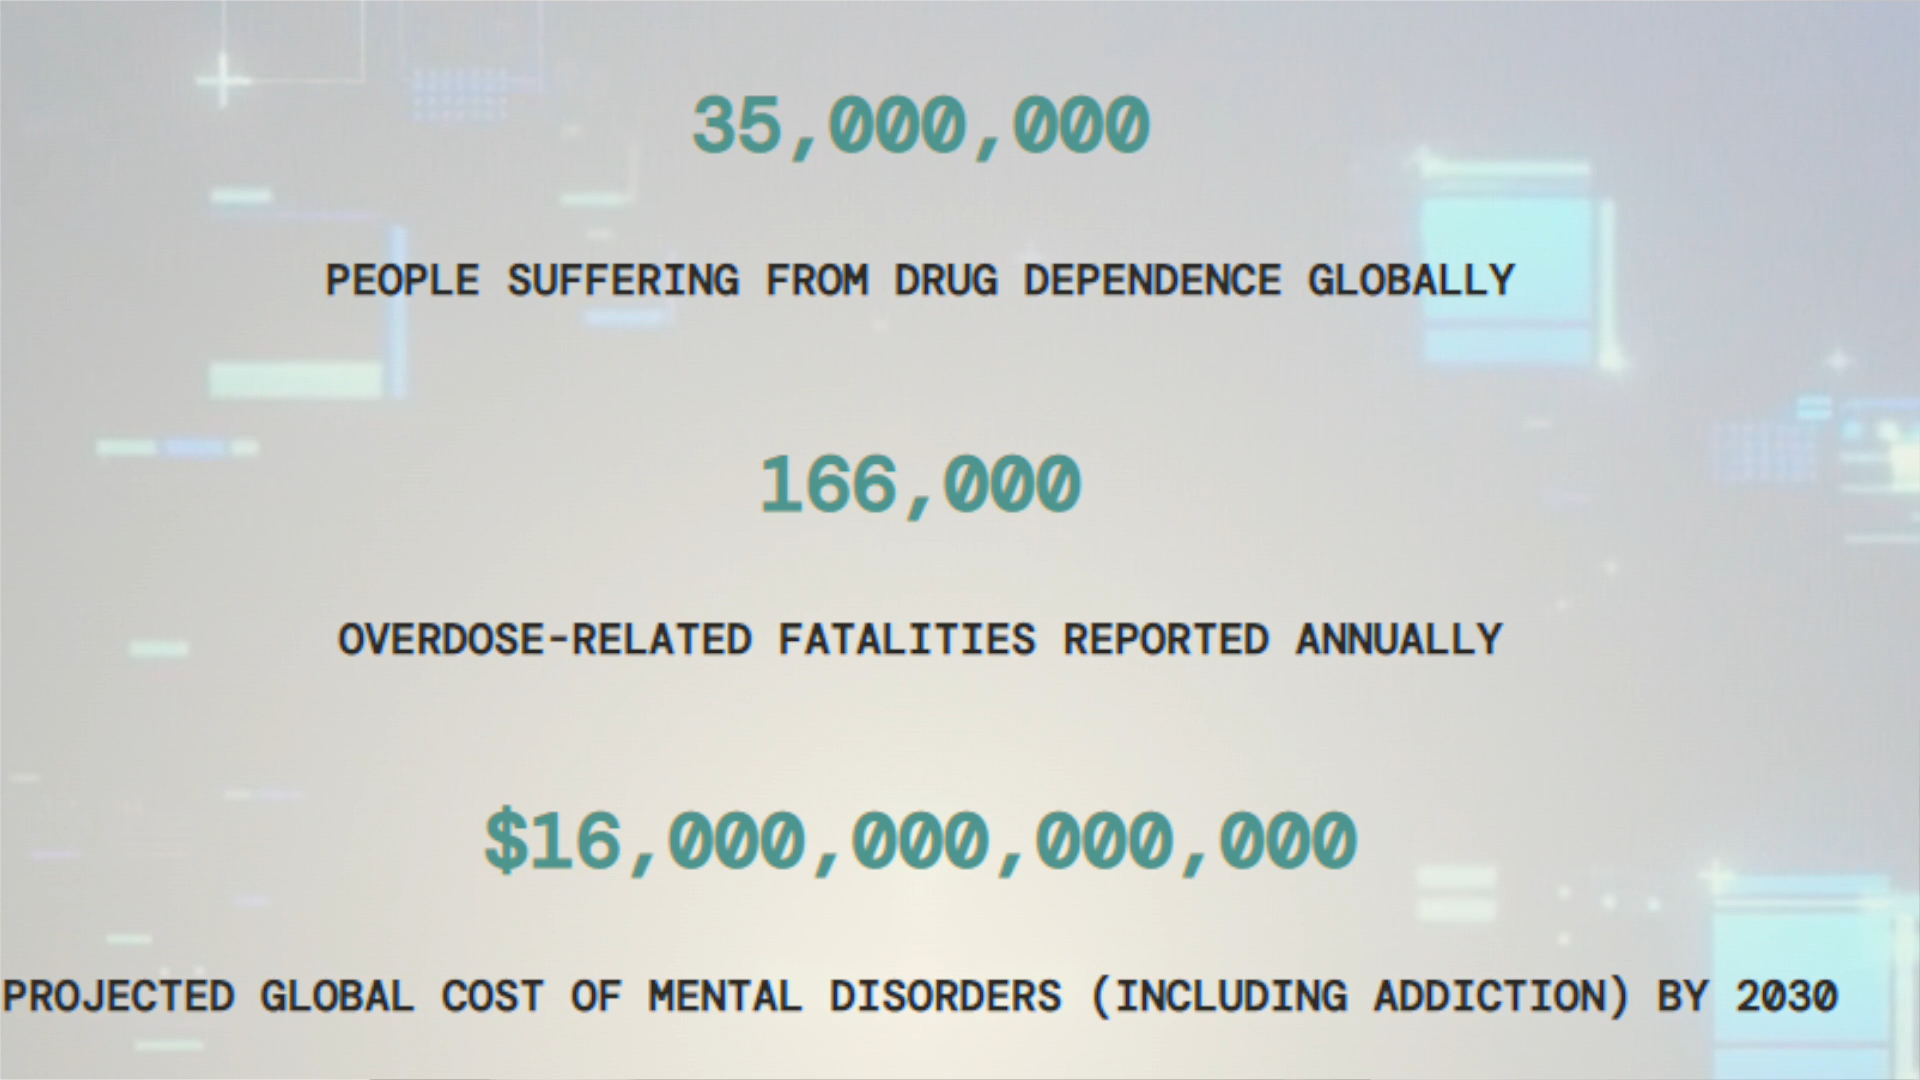 35,000,000
PEOPLE SUFFERING FROM DRUG DEPENDENCE GLOBALLY
166,000
OVERDOSE-RELATED FATALITIES REPORTED ANNUALLY
$16,000,000,000,000
PROJECTED GLOBAL COST OF MENTAL DISORDERS (INCLUDING ADDICTION) BY 2030